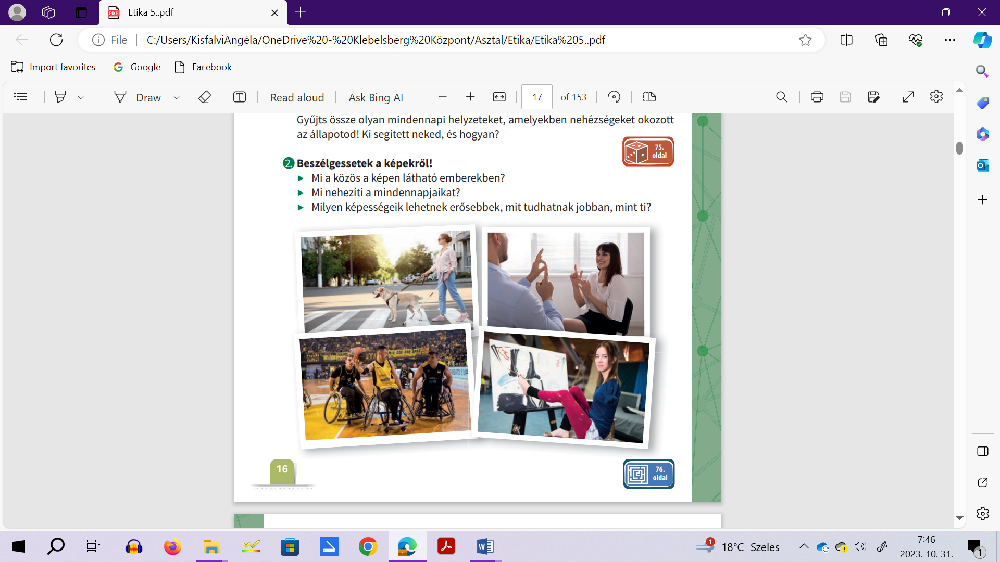 Etika 5..pdf
File
C:/Users/KisfalviAngéla/OneDrive%20-%20Klebelsberg%20Központ/Asztal/Etika/Etika%205..pdf
Import favorites
Google
Facebook
Draw
Read aloud
Ask Bing AI
17
of 153
Gyűjts össze olyan mindennapi helyzeteket, amelyekben nehézségeket okozott
az állapotod! Ki segített neked, és hogyan?
75.
oldal
2. Beszélgessetek a képekről!
► Mi a közös a képen látható emberekben?
► Mi nehezíti a mindennapjaikat?
► Milyen képességeik lehetnek erősebbek, mit tudhatnak jobban, mint ti?
16
76.
oldal
1
18°C Szeles
7:46
2023. 10. 31.
1